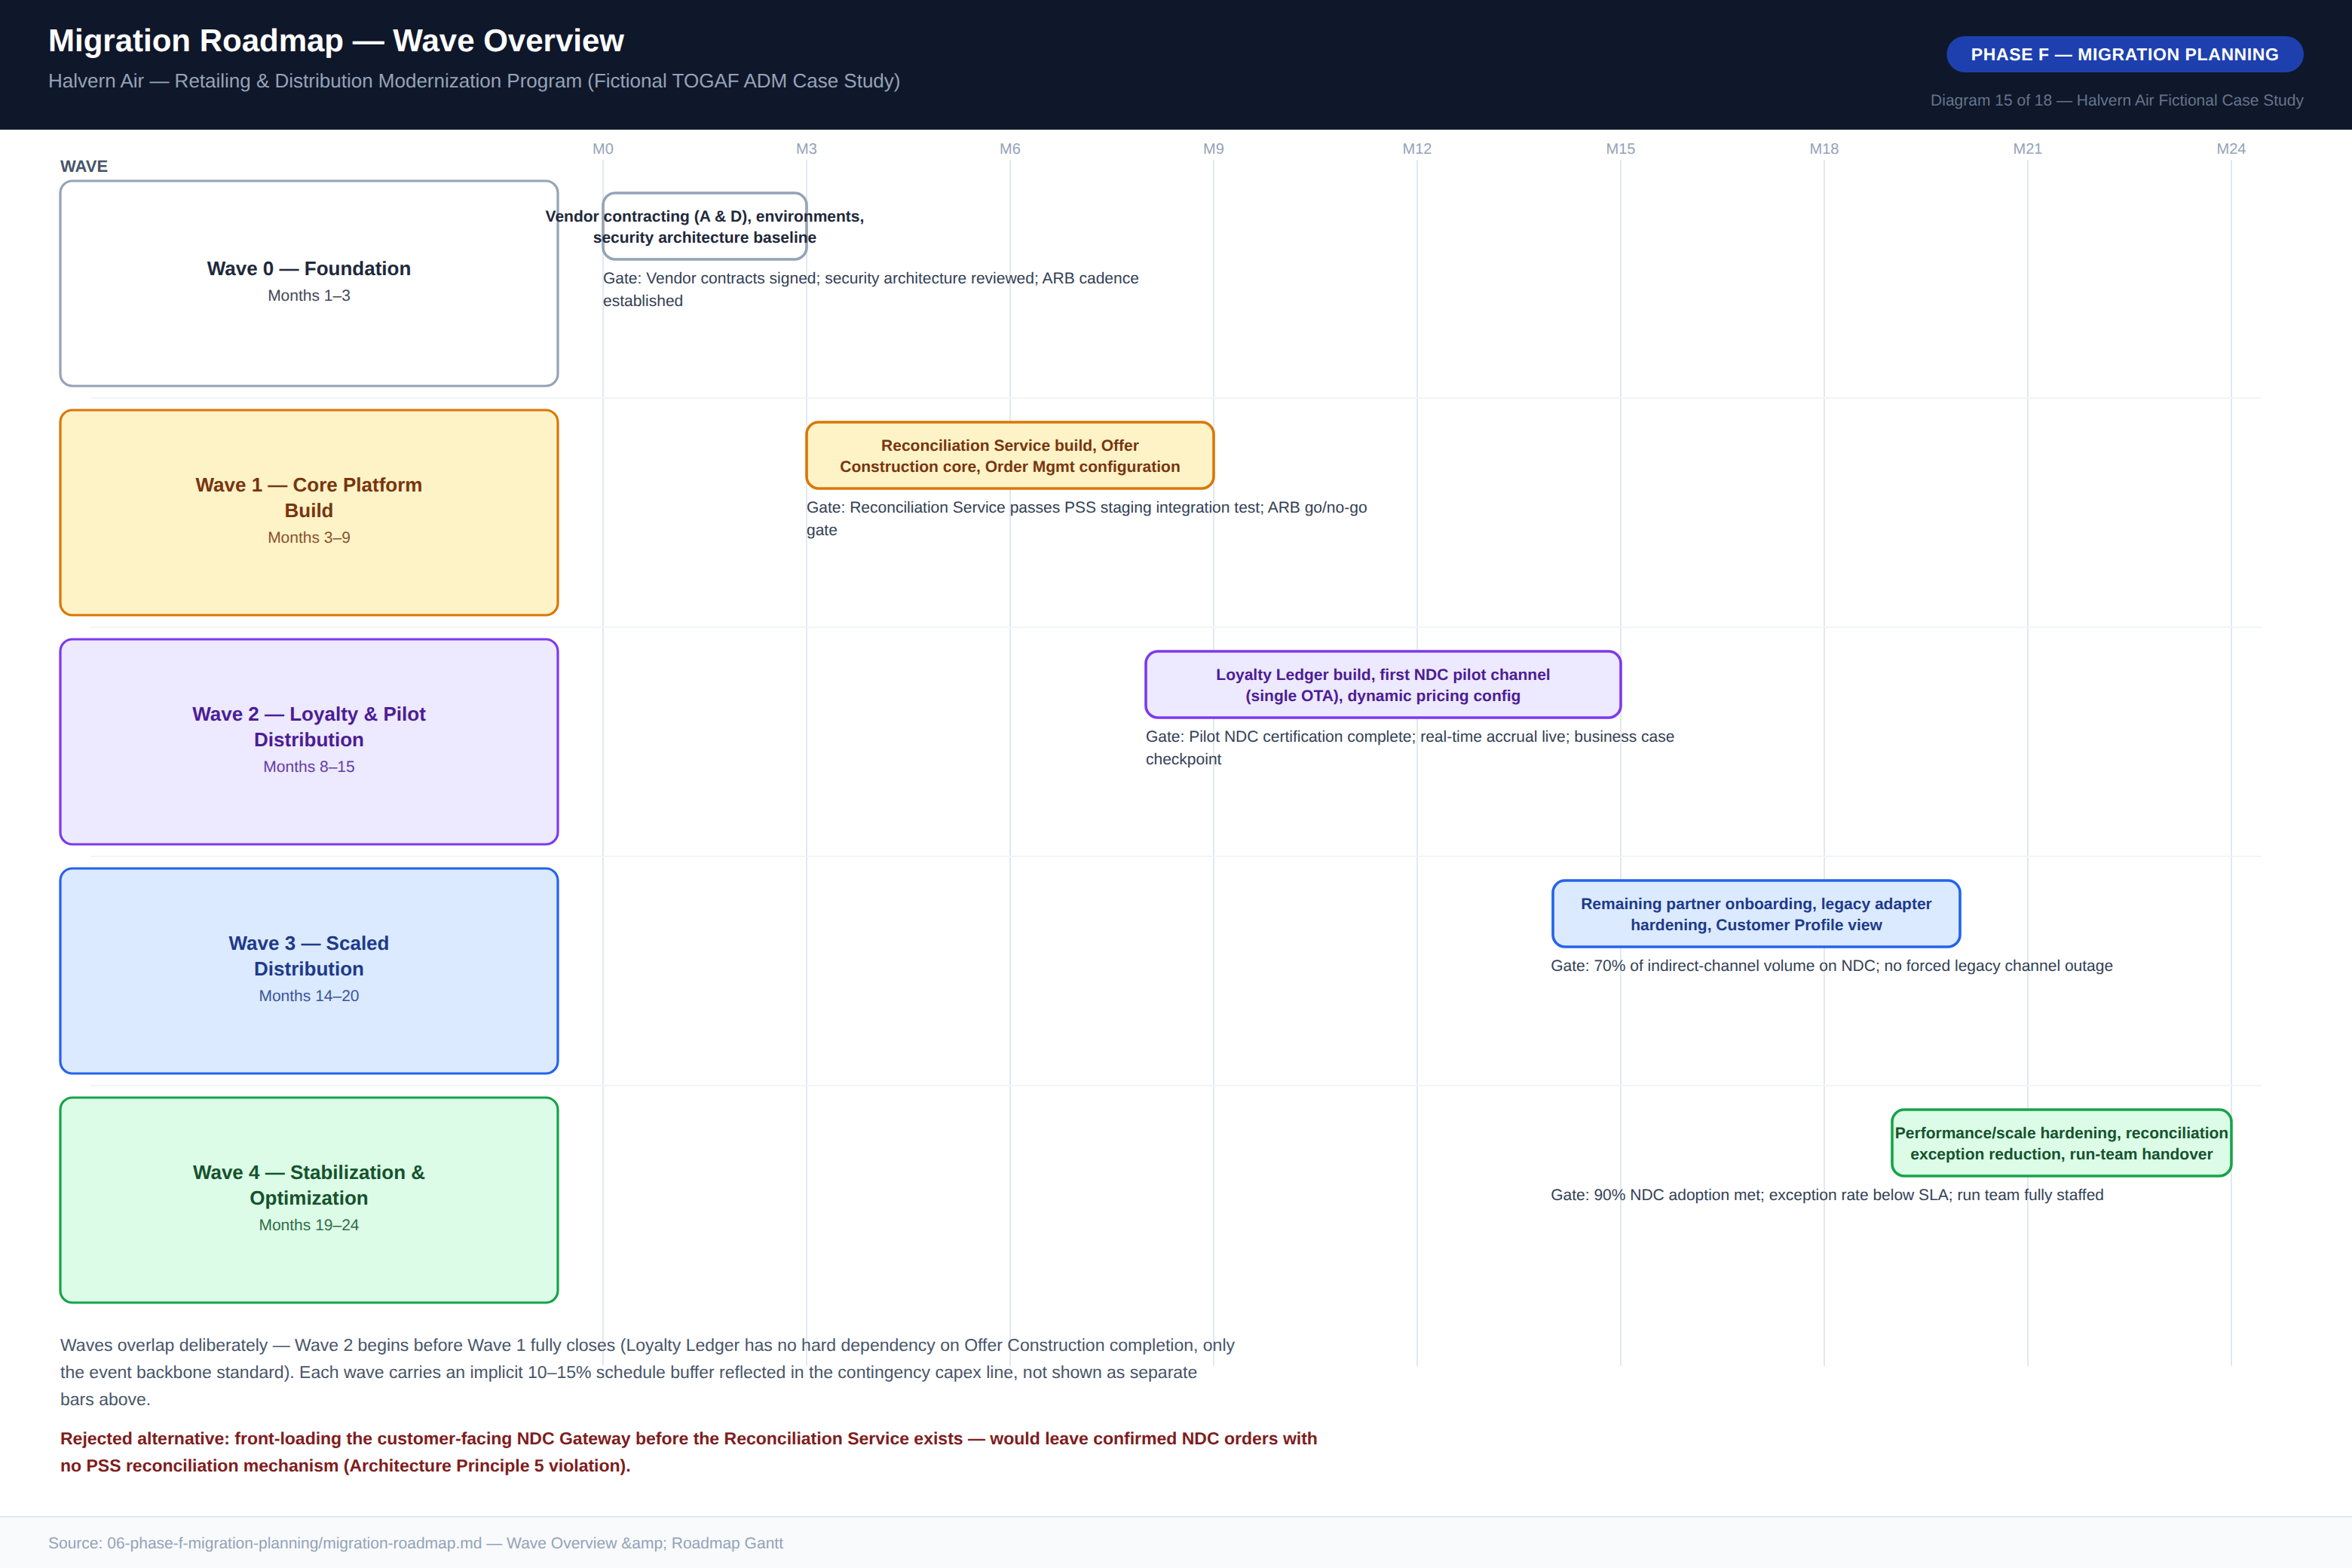 Migration Roadmap — Wave Overview
Halvern Air — Retailing & Distribution Modernization Program (Fictional TOGAF ADM Case Study)
PHASE F — MIGRATION PLANNING
Diagram 15 of 18 — Halvern Air Fictional Case Study
M0 M3 M6 M9 M12 M15 M18 M21 M24
WAVE
Wave 0 — Foundation
Months 1–3
Vendor contracting (A & D), environments,
security architecture baseline
Gate: Vendor contracts signed; security architecture reviewed; ARB cadence
established
Wave 1 — Core Platform
Build
Months 3–9
Reconciliation Service build, Offer
Construction core, Order Mgmt configuration
Gate: Reconciliation Service passes PSS staging integration test; ARB go/no-go
gate
Wave 2 — Loyalty & Pilot
Distribution
Months 8–15
Loyalty Ledger build, first NDC pilot channel
(single OTA), dynamic pricing config
Gate: Pilot NDC certification complete; real-time accrual live; business case
checkpoint
Wave 3 — Scaled
Distribution
Months 14–20
Remaining partner onboarding, legacy adapter
hardening, Customer Profile view
Gate: 70% of indirect-channel volume on NDC; no forced legacy channel outage
Wave 4 — Stabilization &
Optimization
Months 19–24
Performance/scale hardening, reconciliation
exception reduction, run-team handover
Gate: 90% NDC adoption met; exception rate below SLA; run team fully staffed
Waves overlap deliberately — Wave 2 begins before Wave 1 fully closes (Loyalty Ledger has no hard dependency on Offer Construction completion, only
the event backbone standard). Each wave carries an implicit 10–15% schedule buffer reflected in the contingency capex line, not shown as separate
bars above.
Rejected alternative: front-loading the customer-facing NDC Gateway before the Reconciliation Service exists — would leave confirmed NDC orders with
no PSS reconciliation mechanism (Architecture Principle 5 violation).
Source: 06-phase-f-migration-planning/migration-roadmap.md — Wave Overview &amp; Roadmap Gantt